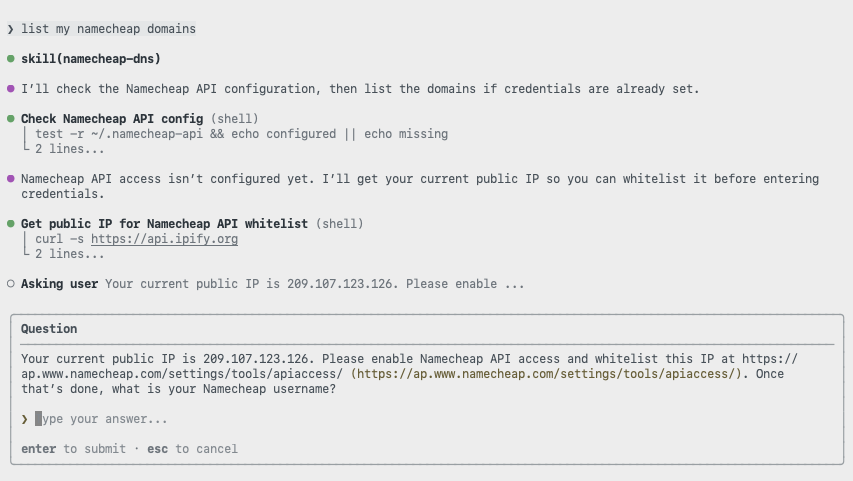 ❯ list my namecheap domains
● skill(namecheap-dns)
● I'll check the Namecheap API configuration, then list the domains if credentials are already set.
● Check Namecheap API config (shell)
│ test -r ~/.namecheap-api && echo configured || echo missing
└ 2 lines...
● Namecheap API access isn't configured yet. I'll get your current public IP so you can whitelist it before entering
credentials.
● Get public IP for Namecheap API whitelist (shell)
│ curl -s https://api.ipify.org
└ 2 lines...
○ Asking user Your current public IP is 209.107.123.126. Please enable ...
Question
Your current public IP is 209.107.123.126. Please enable Namecheap API access and whitelist this IP at https://
ap.www.namecheap.com/settings/tools/apiaccess/ (https://ap.www.namecheap.com/settings/tools/apiaccess/). Once
that's done, what is your Namecheap username?
❯ ype your answer...
enter to submit · esc to cancel